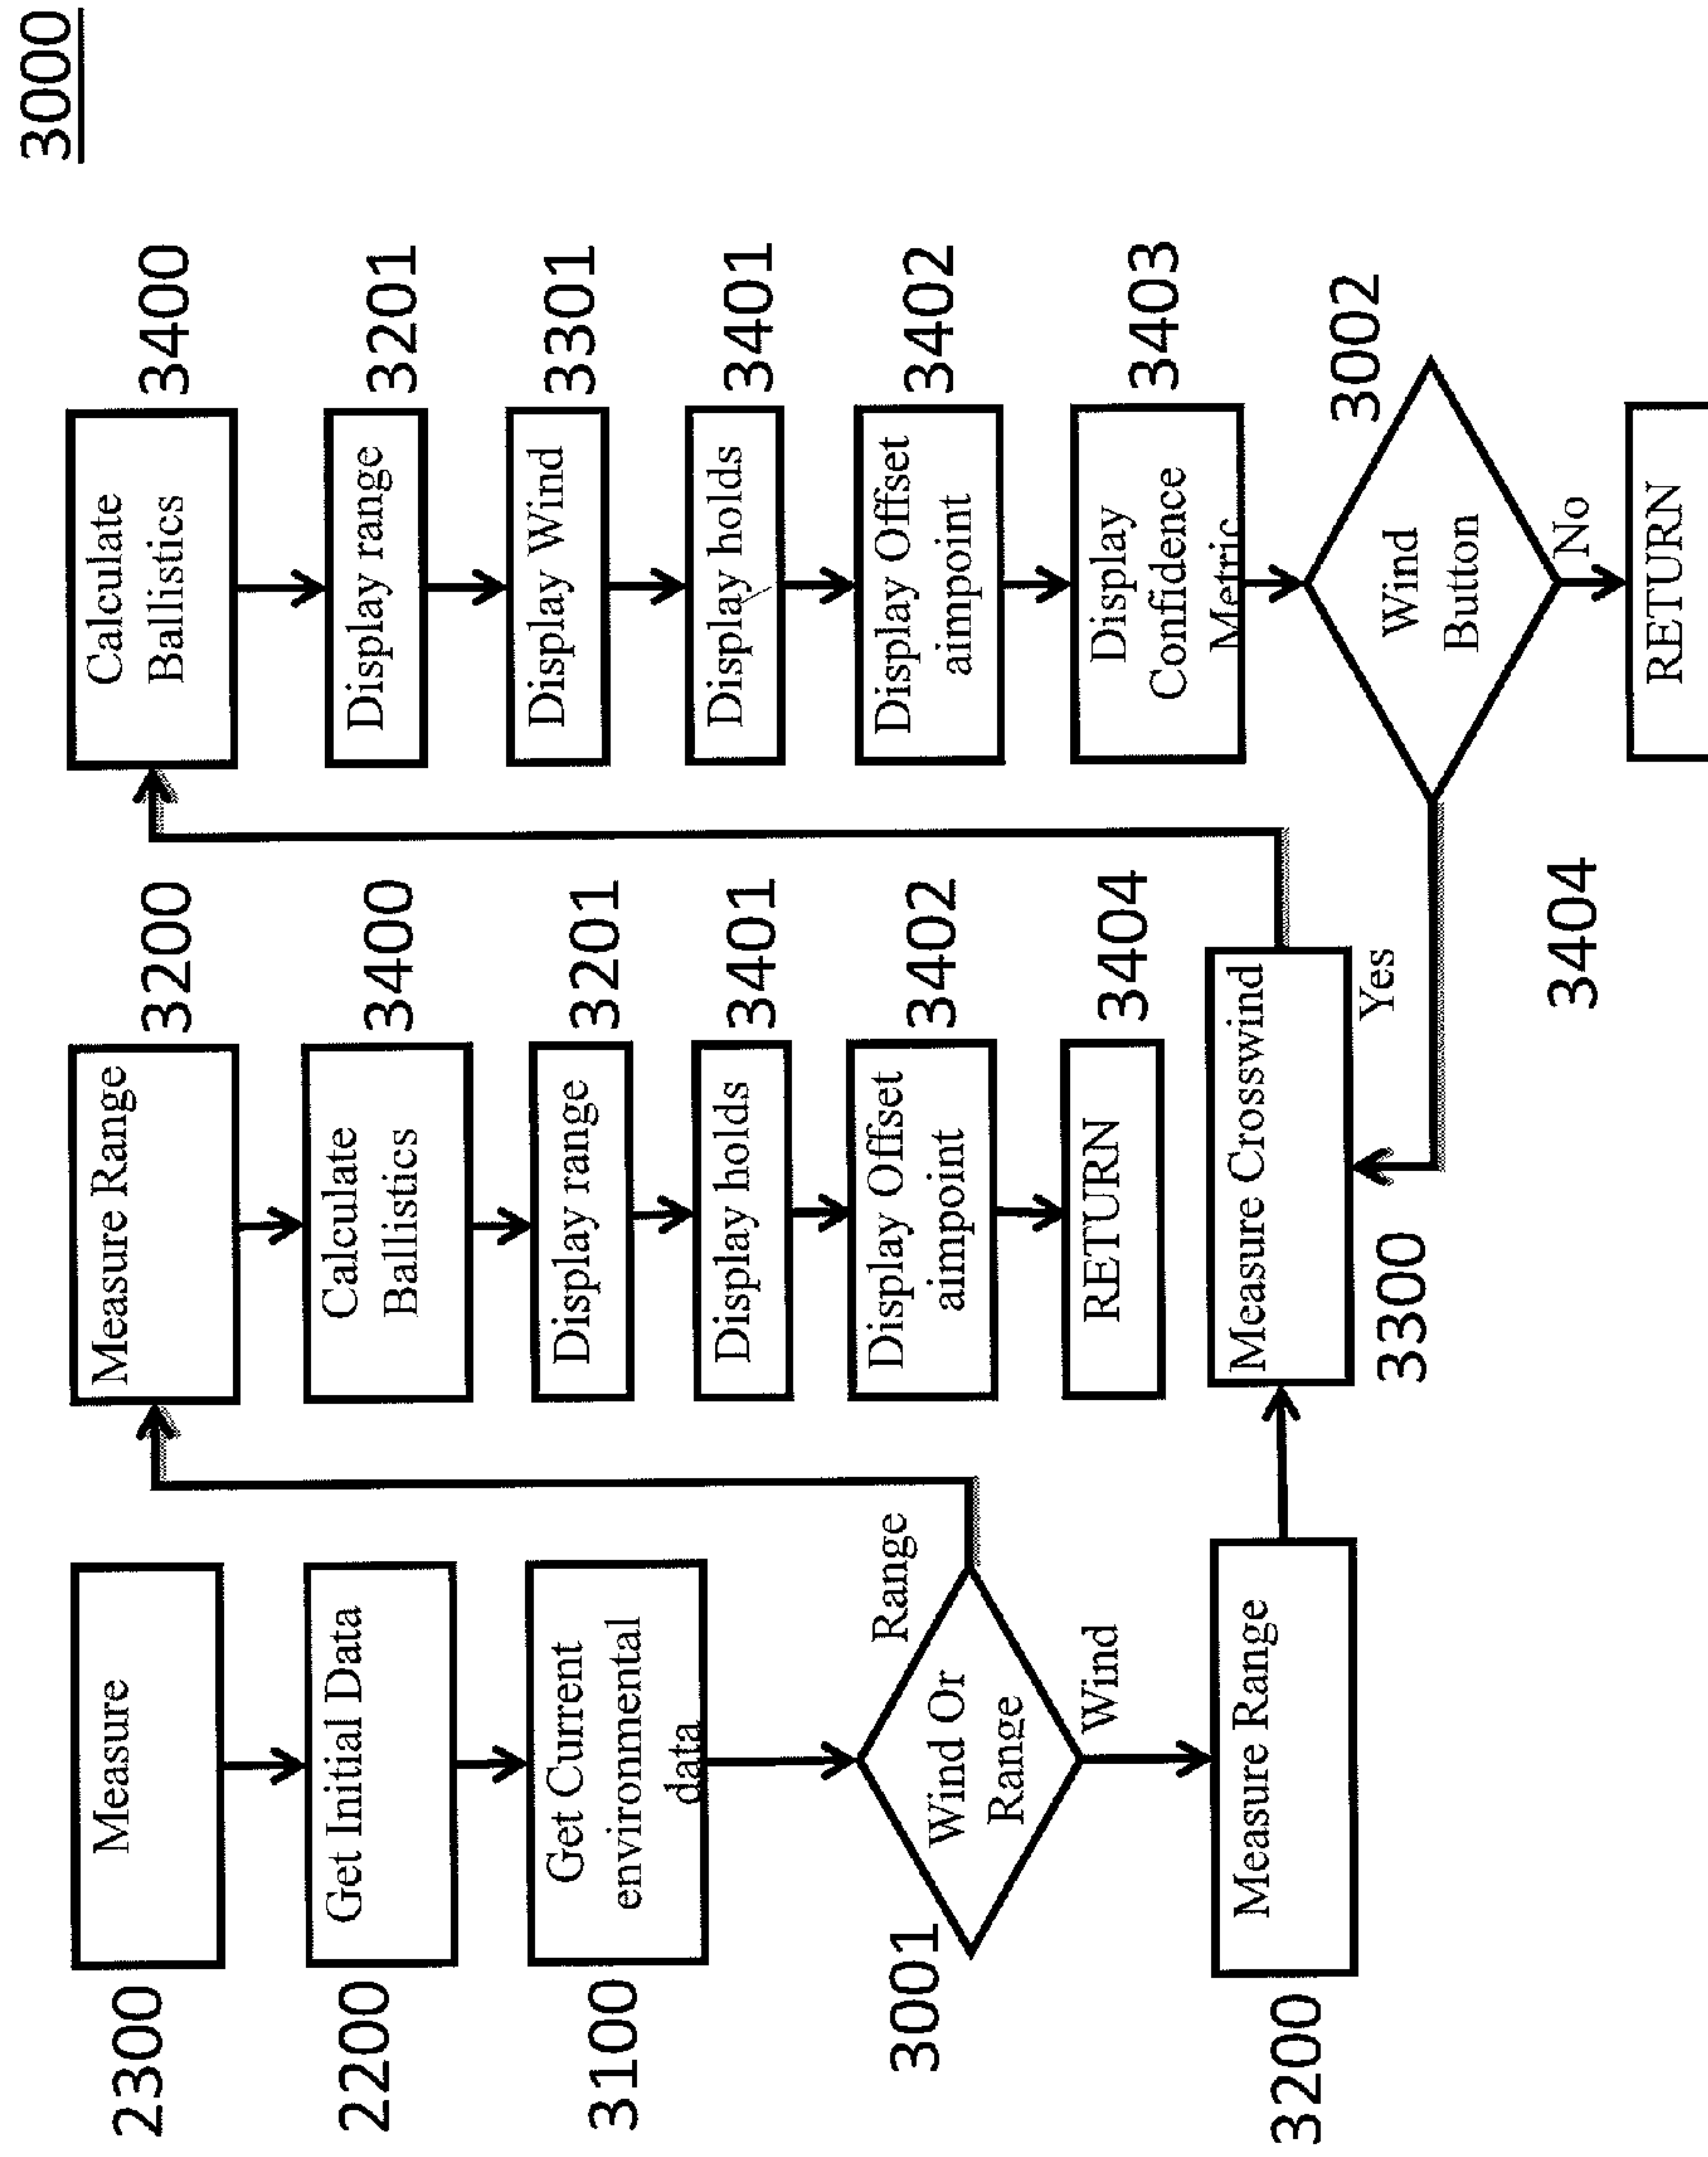 3000
2300
Measure
2200
Get Initial Data
3100
Get Current
environmental
data
3001
Wind Or
Range
Range
Wind
3200
Measure Range
Measure Range
3200
Calculate
Ballistics
3400
Display range
3201
Display holds
3401
Display Offset
aimpoint
3402
RETURN
3404
Measure Crosswind
3300
Yes
Calculate
Ballistics
3400
Display range
3201
Display Wind
3301
Display holds
3401
Display Offset
aimpoint
3402
Display
Confidence
Metric
3403
Wind
Button
3002
No
RETURN
3404